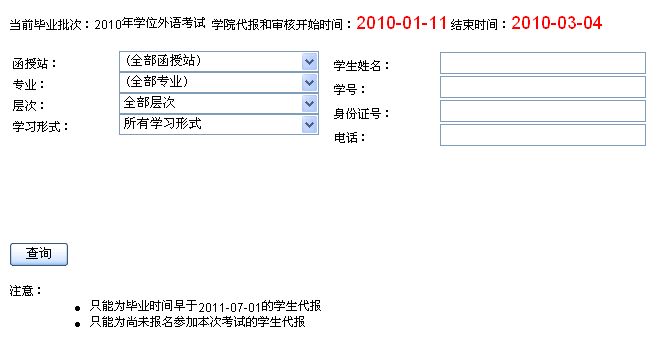 当前毕业批次：2010年学位外语考试 学院代报和审核开始时间：2010-01-11 结束时间：2010-03-04
函授站： (全部函授站) 学生姓名：
专业： (全部专业) 学号：
层次： 全部层次 身份证号：
学习形式： 所有学习形式 电话：
查询
注意：
● 只能为毕业时间早于2011-07-01的学生代报
● 只能为尚未报名参加本次考试的学生代报